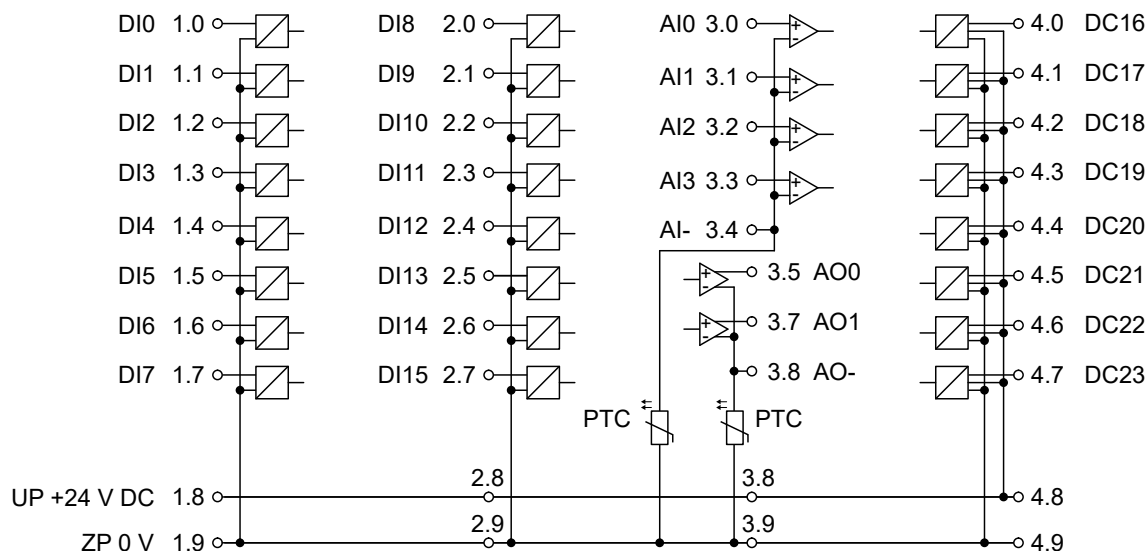 DI0 1.0 DI8 2.0 AI0 3.0 4.0 DC16
DI1 1.1 DI9 2.1 AI1 3.1 4.1 DC17
DI2 1.2 DI10 2.2 AI2 3.2 4.2 DC18
DI3 1.3 DI11 2.3 AI3 3.3 4.3 DC19
DI4 1.4 DI12 2.4 AI- 3.4 4.4 DC20
DI5 1.5 DI13 2.5 3.5 AO0 4.5 DC21
DI6 1.6 DI14 2.6 3.7 AO1 4.6 DC22
DI7 1.7 DI15 2.7 3.8 AO- 4.7 DC23
PTC PTC
UP +24 V DC 1.8 2.8 3.8 4.8
ZP 0 V 1.9 2.9 3.9 4.9